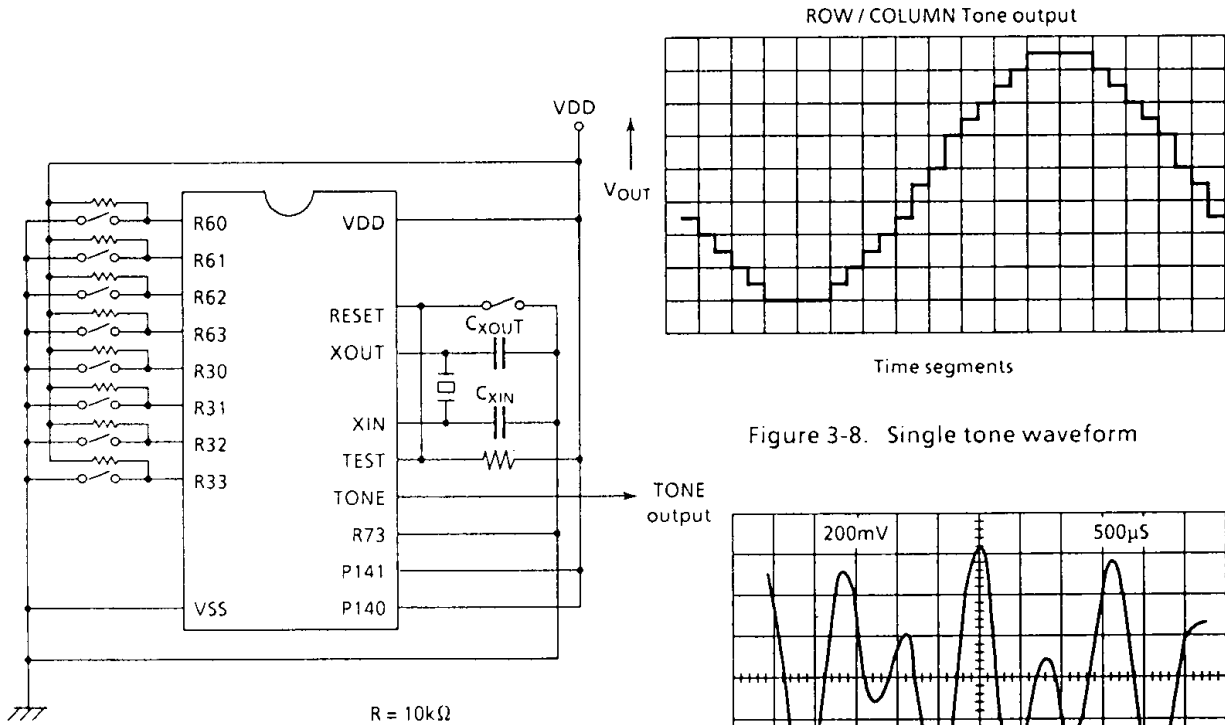 ROW / COLUMN Tone output
VDD
VOUT
R60
VDD
R61
R62
RESET
CXOUT
R63
XOUT
Time segments
R30
R31
CXIN
XIN
R32
Figure 3-8. Single tone waveform
TEST
R33
TONE
TONE
output
R73
200mV
500μS
P141
VSS
P140
R = 10kΩ